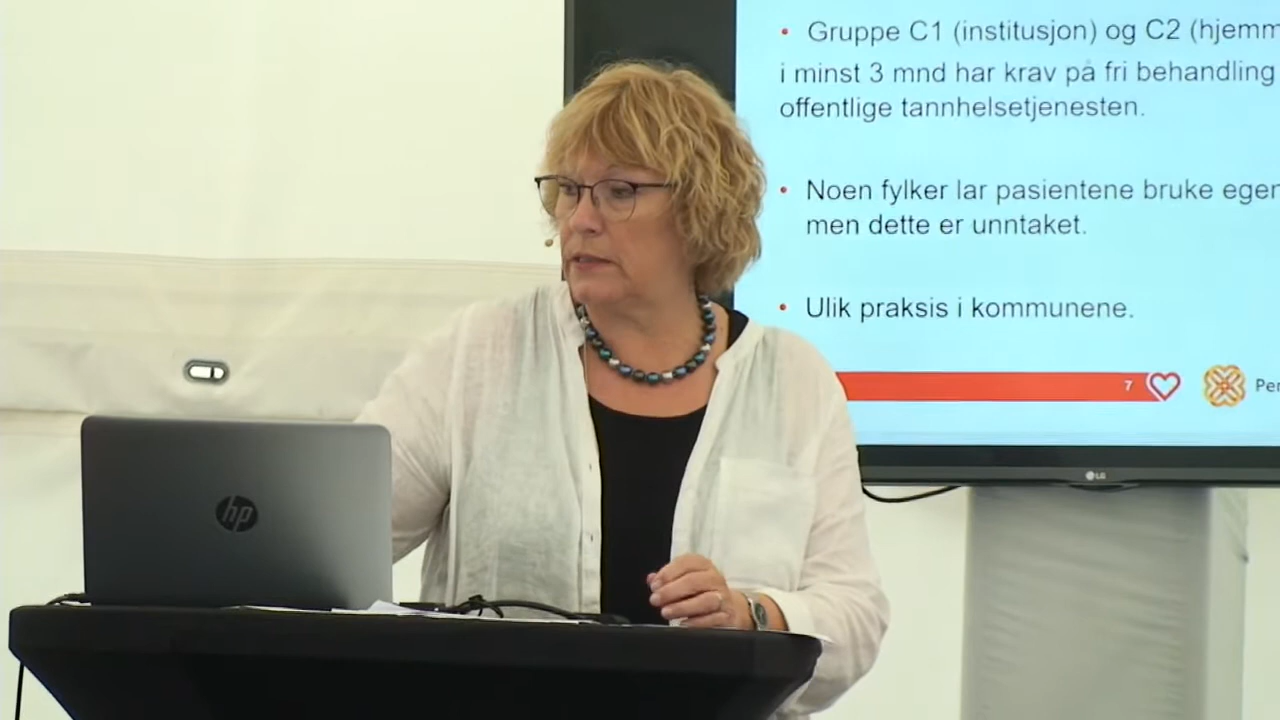 • Gruppe C1 (institusjon) og C2 (hjemm
i minst 3 mnd har krav på fri behandling
offentlige tannhelsetjenesten.
• Noen fylker lar pasientene bruke egen
men dette er unntaket.
• Ulik praksis i kommunene.
7
Per
LG
hp